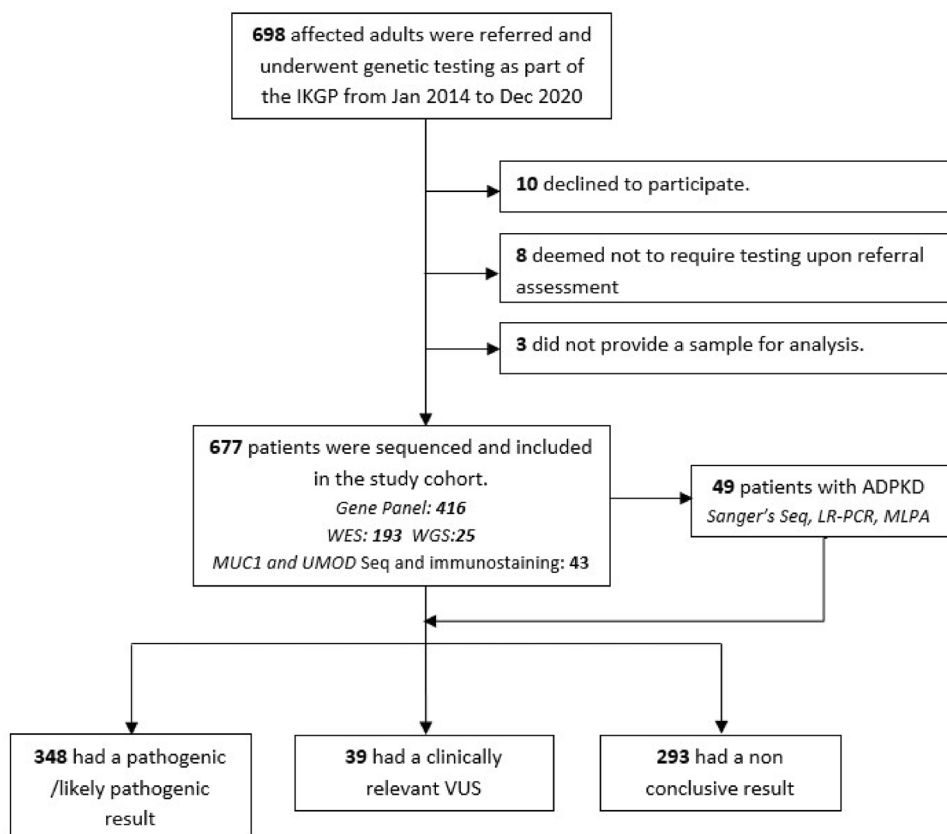 698 affected adults were referred and
underwent genetic testing as part of
the IKGP from Jan 2014 to Dec 2020
10 declined to participate.
8 deemed not to require testing upon referral
assessment
3 did not provide a sample for analysis.
677 patients were sequenced and included
in the study cohort.
Gene Panel: 416
WES: 193 WGS:25
MUC1 and UMOD Seq and immunostaining: 43
49 patients with ADPKD
Sanger's Seq, LR-PCR, MLPA
348 had a pathogenic
/likely pathogenic
result
39 had a clinically
relevant VUS
293 had a non
conclusive result